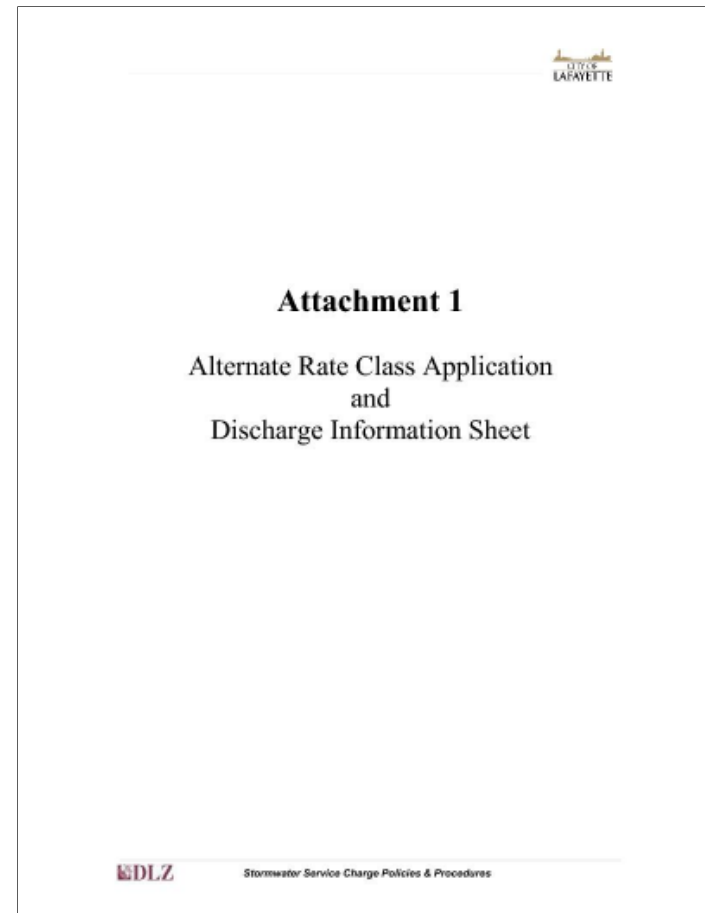 CITY OF
LAFAYETTE
Attachment 1
Alternate Rate Class Application
and
Discharge Information Sheet
DLZ
Stormwater Service Charge Policies & Procedures